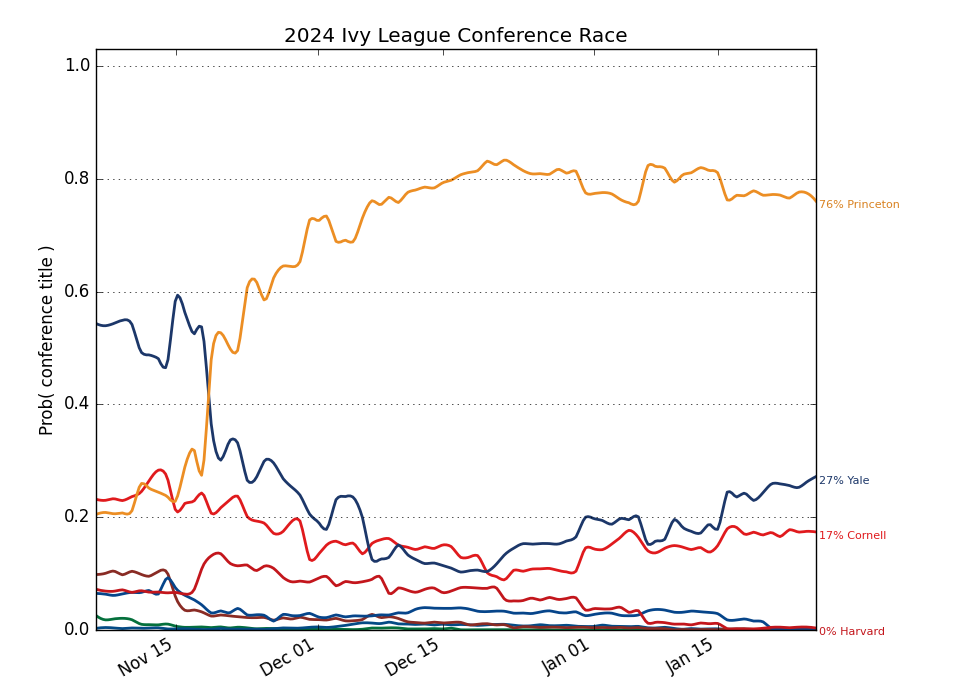 2024 Ivy League Conference Race
Prob( conference title )
1.0
0.8
0.6
0.4
0.2
0.0
Nov 15
Dec 01
Dec 15
Jan 01
Jan 15
76% Princeton
27% Yale
17% Cornell
0% Harvard